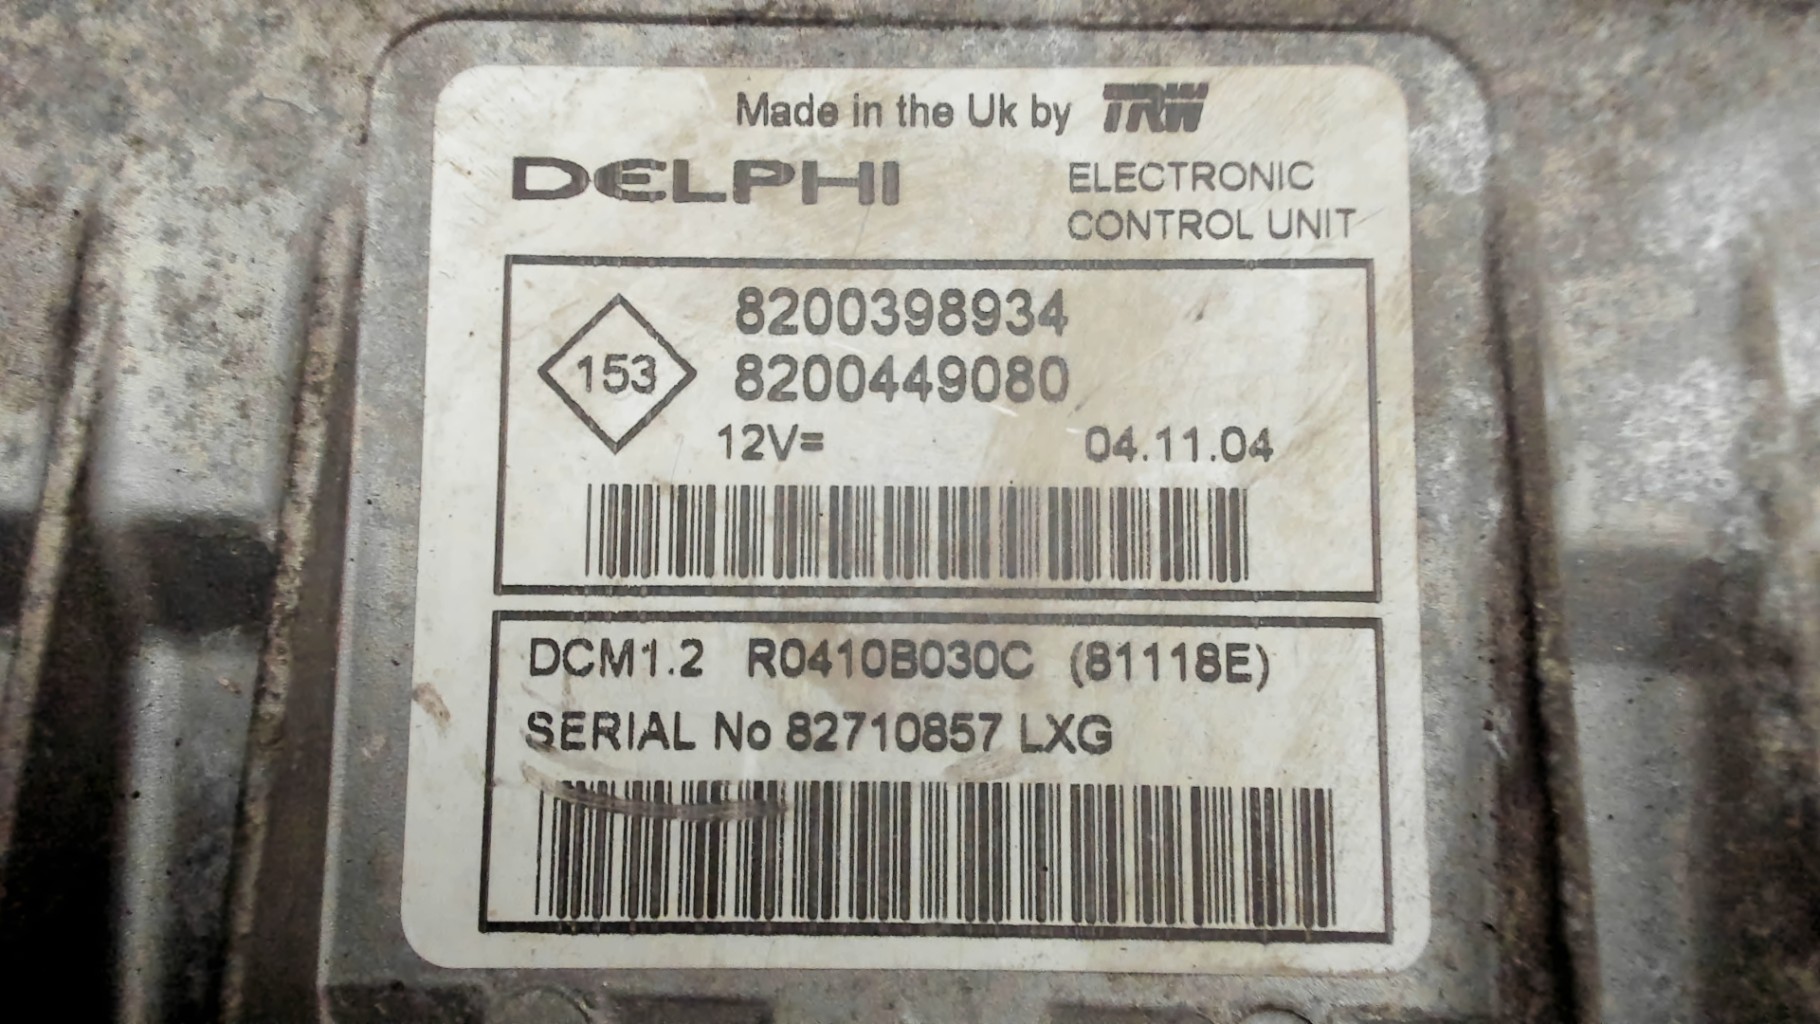 Made in the Uk by TRW
DELPHI
ELECTRONIC
CONTROL UNIT
153
8200398934
8200449080
12V=
04.11.04
DCM1.2 R0410B030C (81118E)
SERIAL No 82710857 LXG